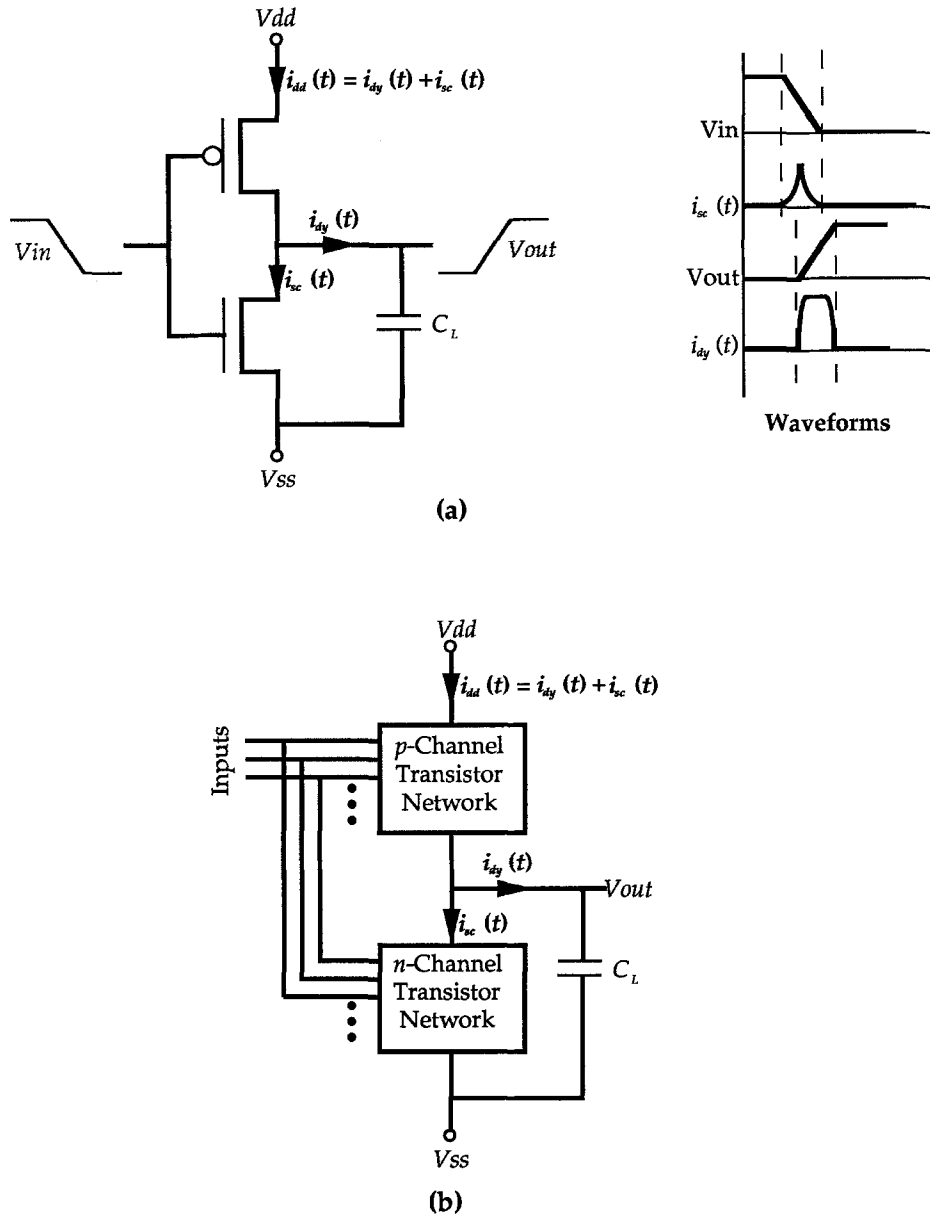 Vdd
i_dd (t) = i_dy (t) + i_sc (t)
i_dy (t)
Vin
Vout
i_sc (t)
C_L
Vss
Vin
i_sc (t)
Vout
i_dy (t)
Waveforms
(a)
Vdd
i_dd (t) = i_dy (t) + i_sc (t)
Inputs
p-Channel
Transistor
Network
i_dy (t)
Vout
i_sc (t)
n-Channel
Transistor
Network
C_L
Vss
(b)